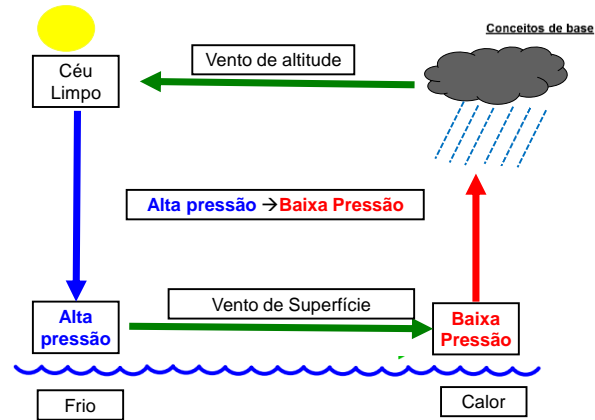 Conceitos de base
Céu
Limpo
Vento de altitude
Alta pressão →Baixa Pressão
Vento de Superfície
Alta
pressão
Baixa
Pressão
Frio
Calor